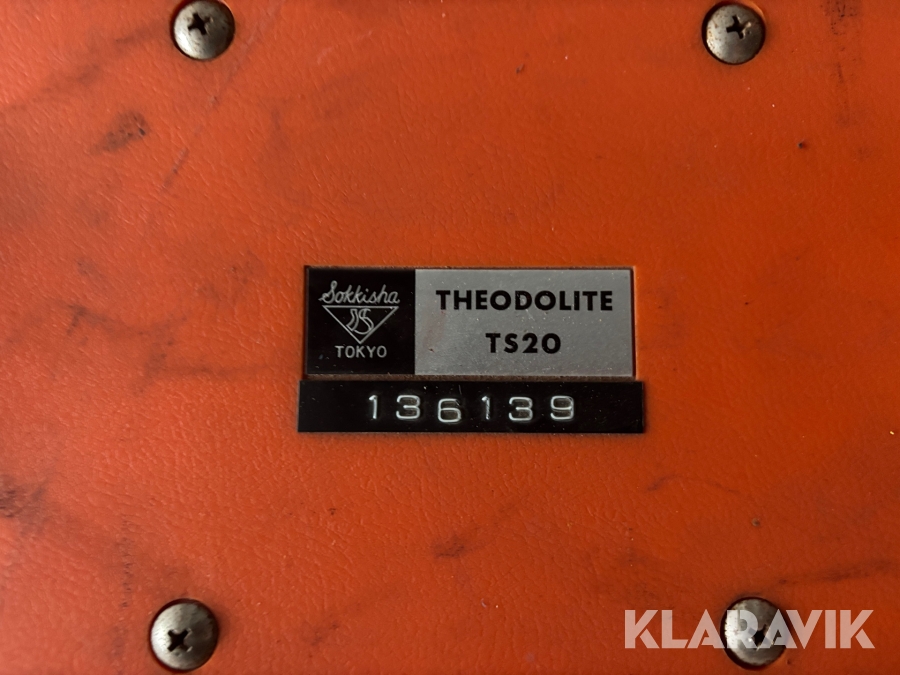 Sokkisha
TOKYO
THEODOLITE
TS20
136139
KLARAVIK